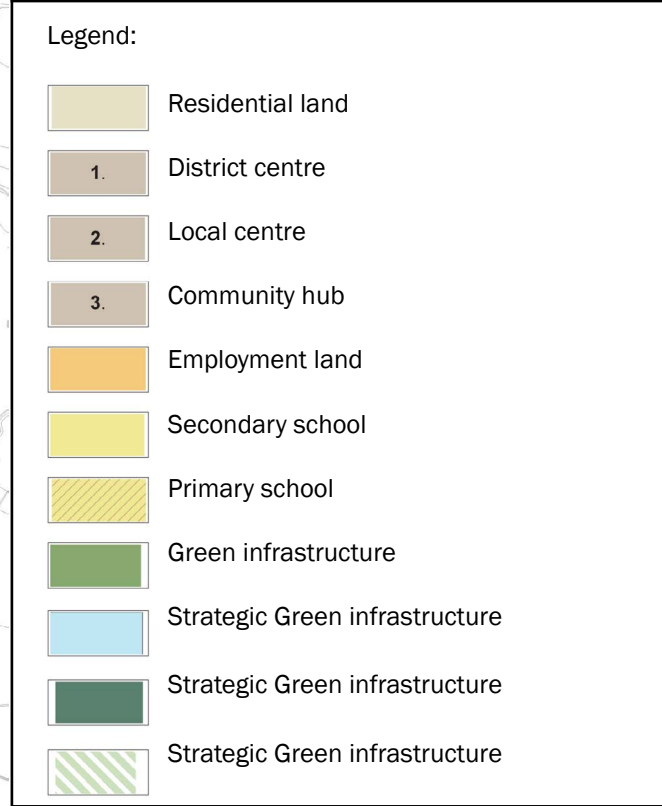 Legend:
Residential land
1. District centre
2. Local centre
3. Community hub
Employment land
Secondary school
Primary school
Green infrastructure
Strategic Green infrastructure
Strategic Green infrastructure
Strategic Green infrastructure